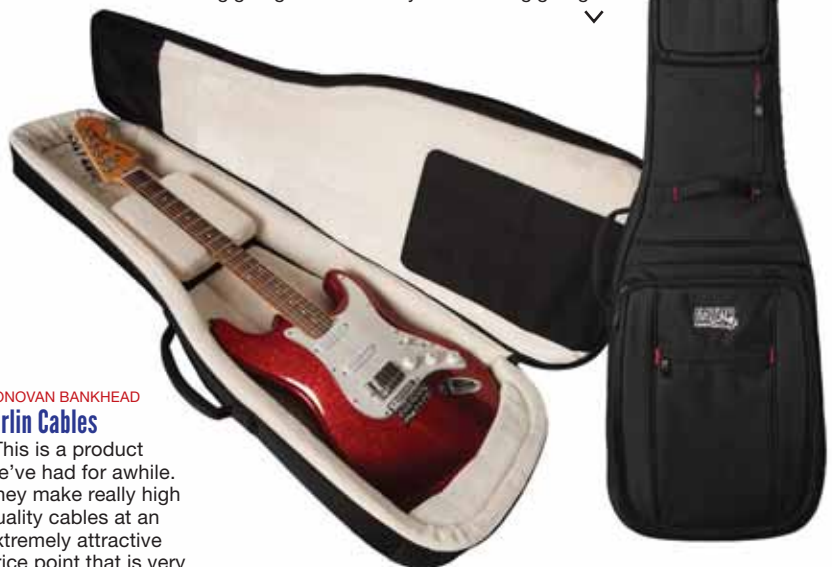 ONOVAN BANKHEAD
rlin Cables
This is a product
e've had for awhile.
hey make really high
uality cables at an
xtremely attractive
rice point that is very